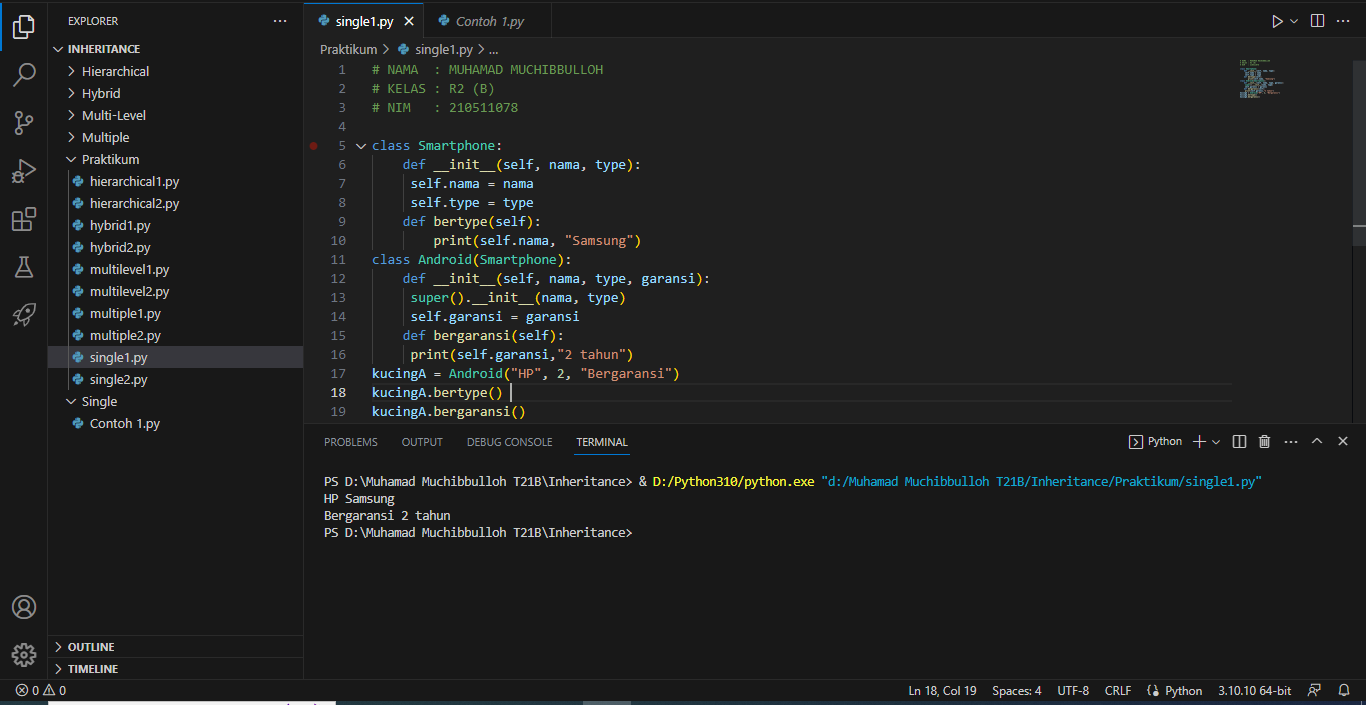 EXPLORER
INHERITANCE
Hierarchical
Hybrid
Multi-Level
Multiple
Praktikum
hierarchical1.py
hierarchical2.py
hybrid1.py
hybrid2.py
multilevel1.py
multilevel2.py
multiple1.py
multiple2.py
single1.py
single2.py
Single
Contoh 1.py
OUTLINE
TIMELINE
single1.py Contoh 1.py
Praktikum > single1.py > ...
1 # NAMA  : MUHAMAD MUCHIBBULLOH
2 # KELAS : R2 (B)
3 # NIM   : 210511078
4
5 class Smartphone:
6     def __init__(self, nama, type):
7      self.nama = nama
8      self.type = type
9     def bertype(self):
10         print(self.nama, "Samsung")
11 class Android(Smartphone):
12     def __init__(self, nama, type, garansi):
13      super().__init__(nama, type)
14      self.garansi = garansi
15     def bergaransi(self):
16      print(self.garansi,"2 tahun")
17 kucingA = Android("HP", 2, "Bergaransi")
18 kucingA.bertype()
19 kucingA.bergaransi()
PROBLEMS OUTPUT DEBUG CONSOLE TERMINAL Python
PS D:\Muhamad Muchibbulloh T21B\Inheritance> & D:/Python310/python.exe "d:/Muhamad Muchibbulloh T21B/Inheritance/Praktikum/single1.py"
HP Samsung
Bergaransi 2 tahun
PS D:\Muhamad Muchibbulloh T21B\Inheritance>
0 0 Ln 18, Col 19 Spaces: 4 UTF-8 CRLF Python 3.10.10 64-bit